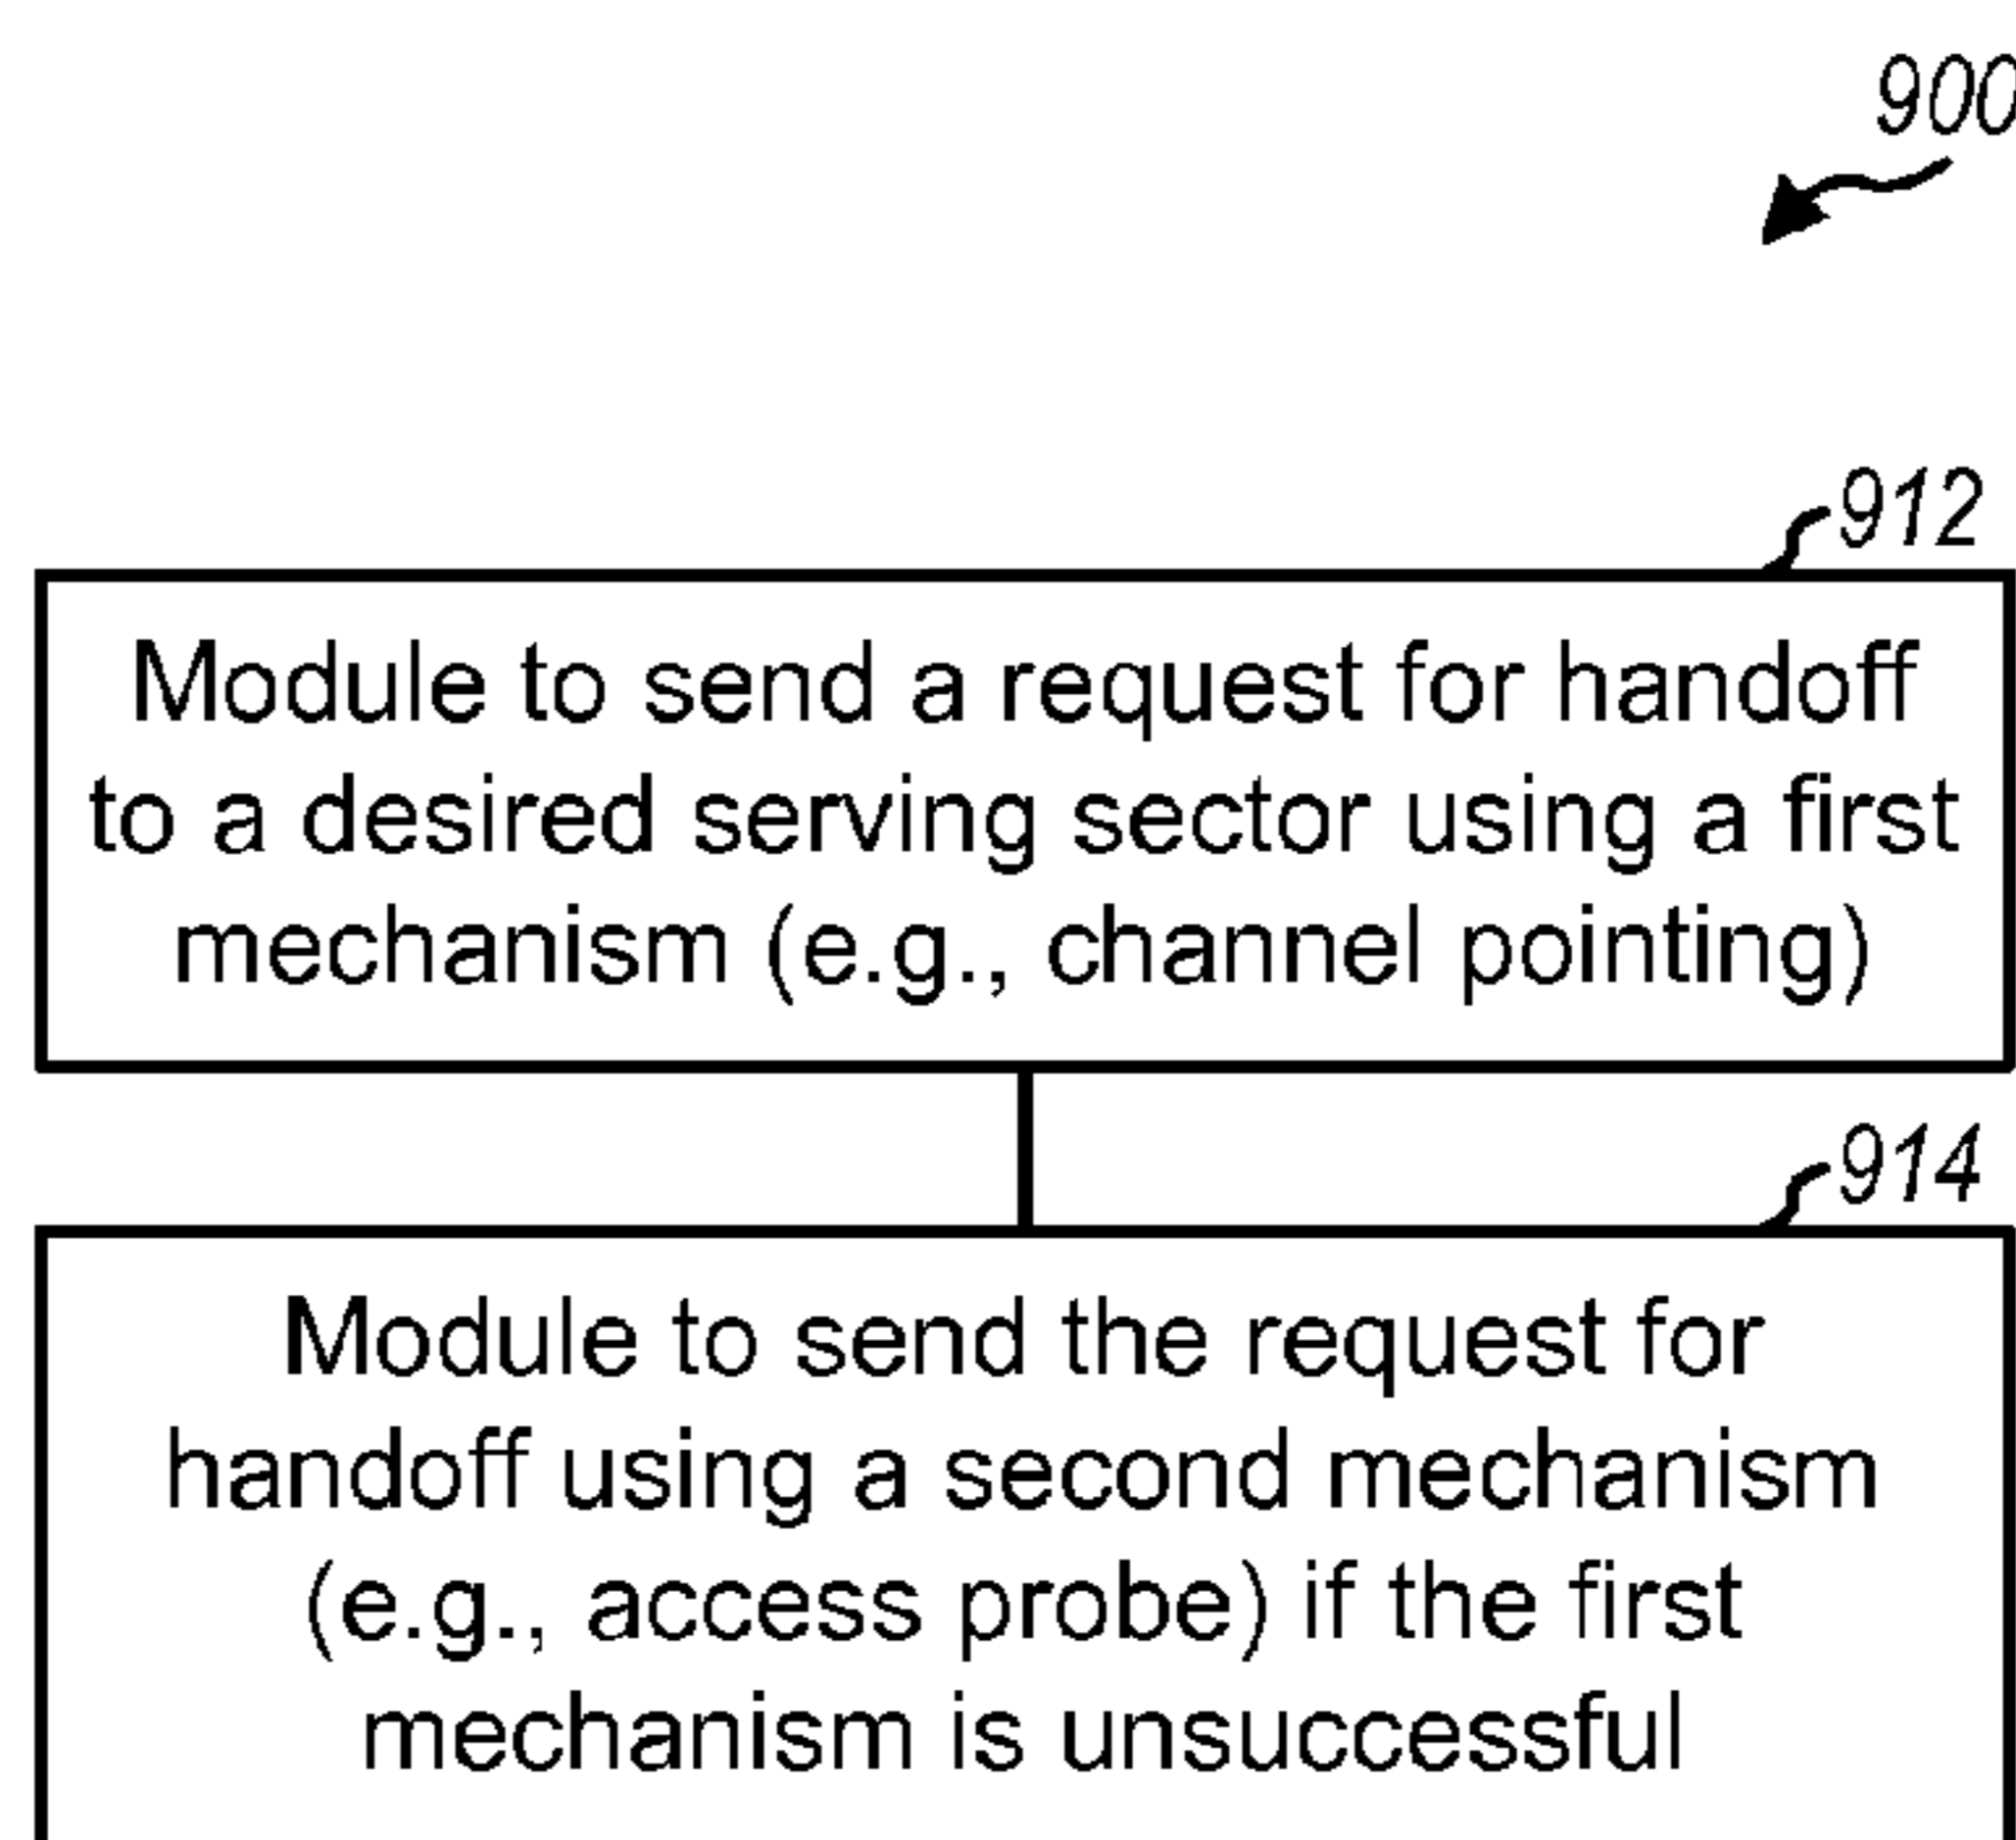 900
912
Module to send a request for handoff
to a desired serving sector using a first
mechanism (e.g., channel pointing)
914
Module to send the request for
handoff using a second mechanism
(e.g., access probe) if the first
mechanism is unsuccessful